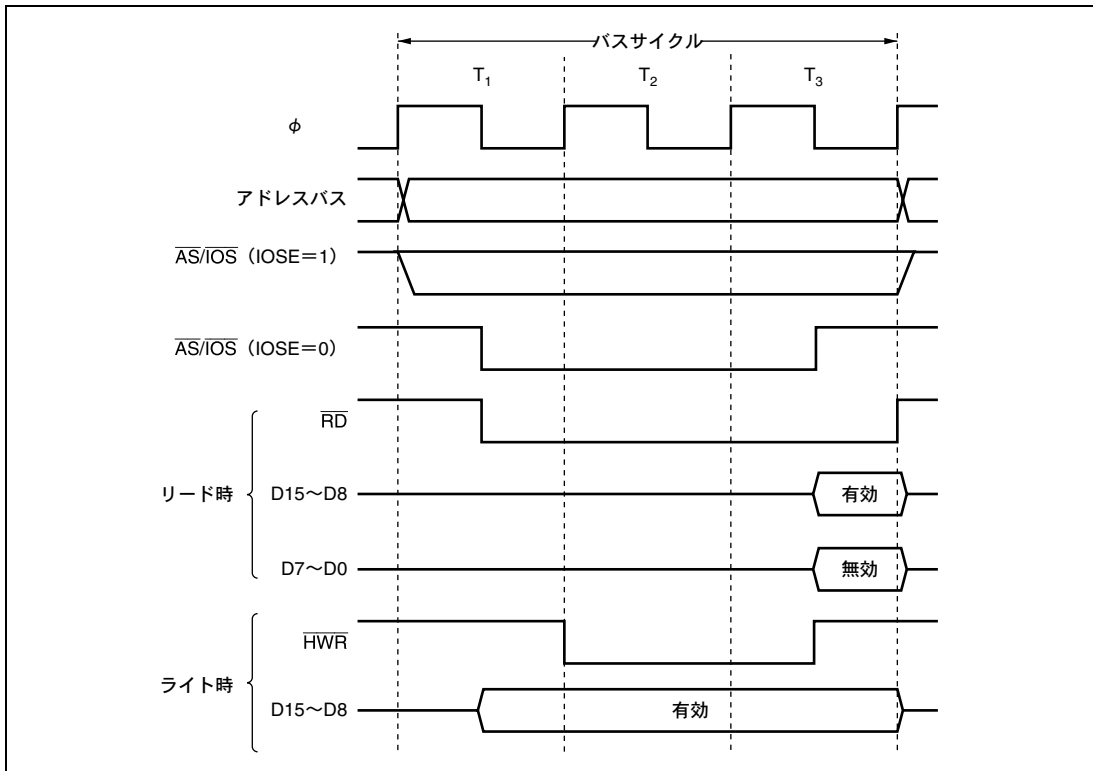 バスサイクル
T1 T2 T3
φ
アドレスバス
AS/IOS（IOSE＝1）
AS/IOS（IOSE＝0）
RD
リード時
D15～D8
有効
D7～D0
無効
HWR
ライト時
D15～D8
有効